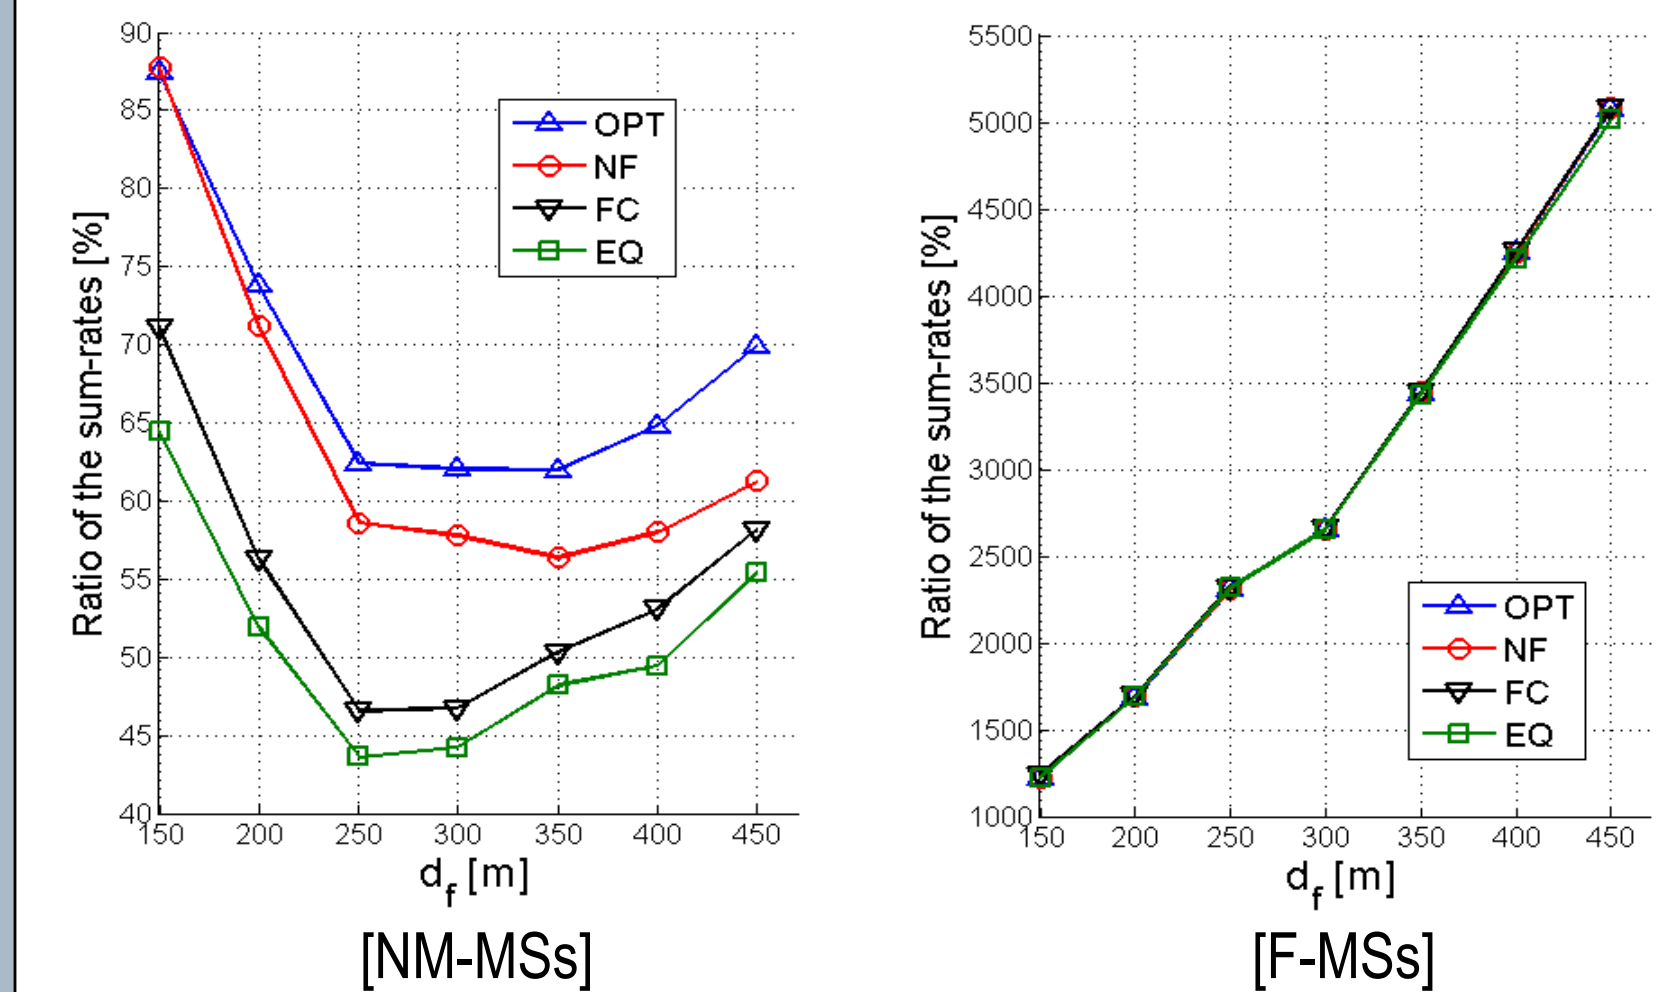 Ratio of the sum-rates [%]
90
85
80
75
70
65
60
55
50
45
40
150 200 250 300 350 400 450
d_f [m]
OPT
NF
FC
EQ
[NM-MSs]
Ratio of the sum-rates [%]
5500
5000
4500
4000
3500
3000
2500
2000
1500
1000
150 200 250 300 350 400 450
d_f [m]
OPT
NF
FC
EQ
[F-MSs]